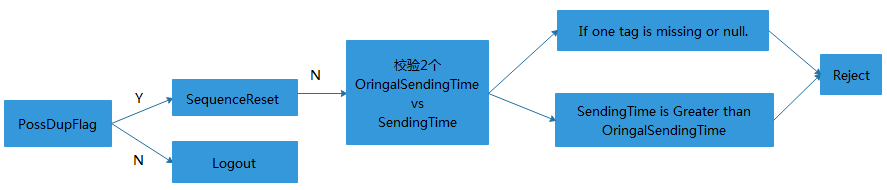 PossDupFlag
Y
N
SequenceReset
Logout
N
校验2个
OringalSendingTime
vs
SendingTime
If one tag is missing or null.
SendingTime is Greater than
OringalSendingTime
Reject